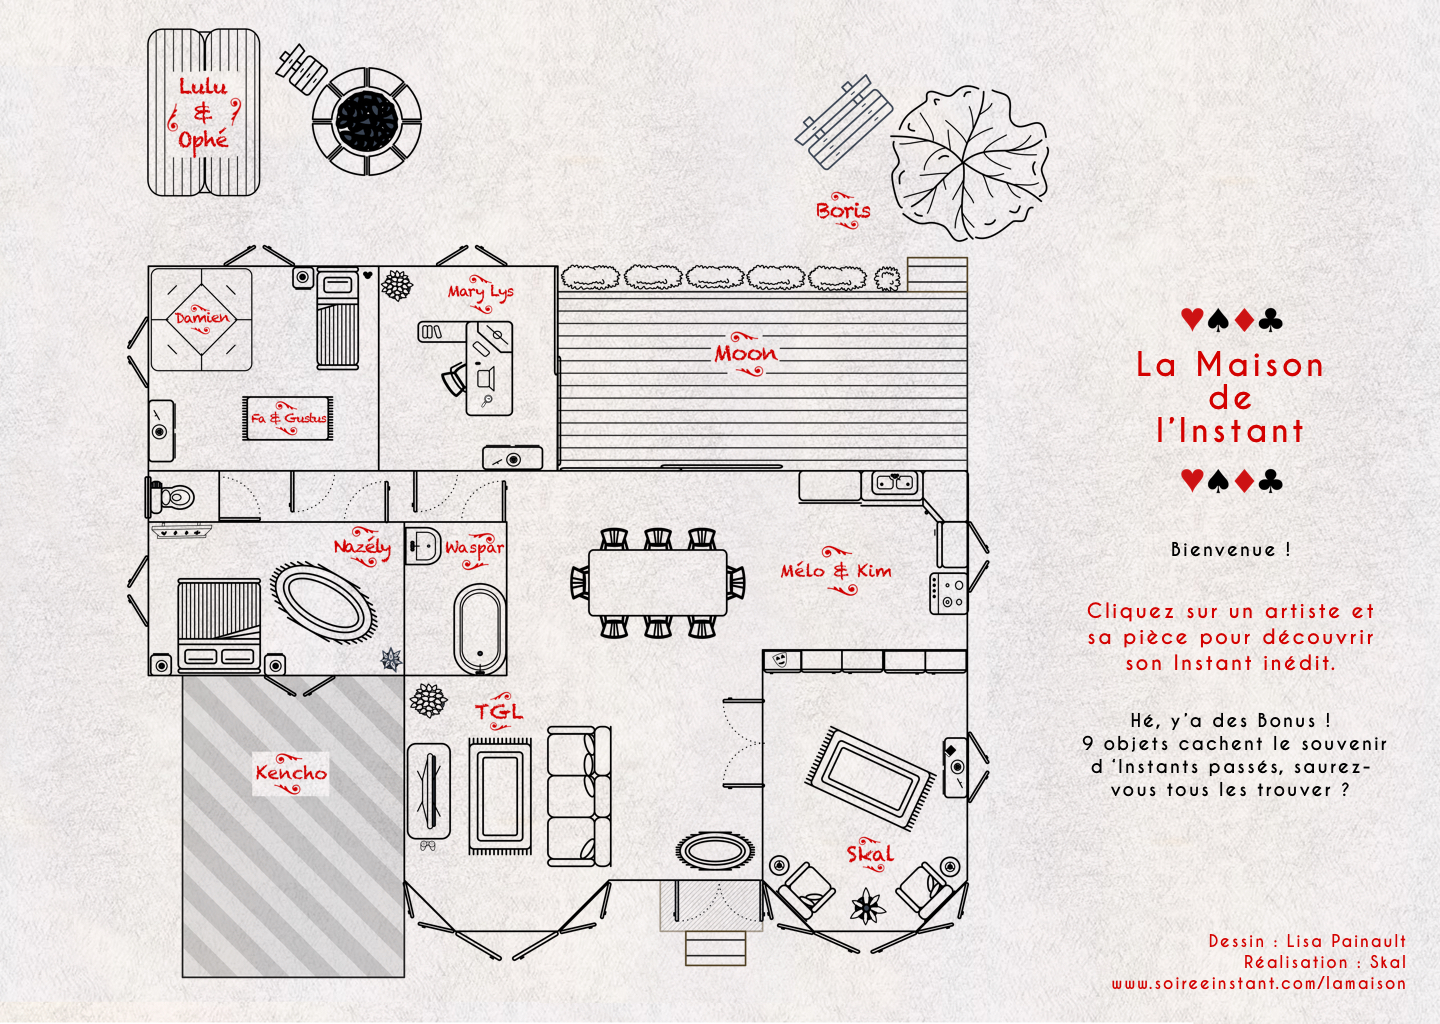 Lulu
&
Ophé
Boris
Damien
Mary Lys
Moon
Fa & Gustus
Nazély
Waspar
Mélo & Kim
TGL
Kencho
Skal
La Maison
de
l'Instant
Bienvenue !
Cliquez sur un artiste et
sa pièce pour découvrir
son Instant inédit.
Hé, y'a des Bonus !
9 objets cachent le souvenir
d 'Instants passés, saurez-
vous tous les trouver ?
Dessin : Lisa Painault
Réalisation : Skal
www.soireeinstant.com/lamaison